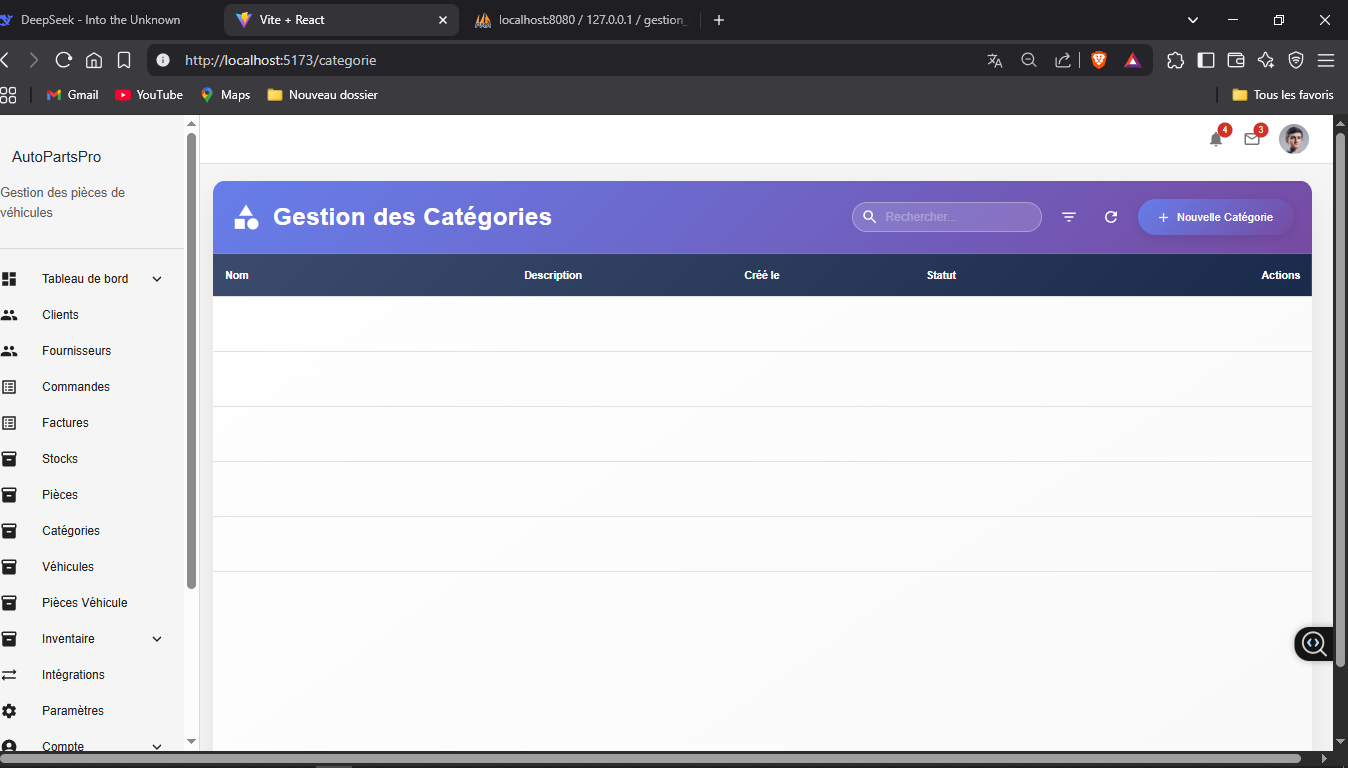 DeepSeek - Into the Unknown
Vite + React
localhost:8080 / 127.0.0.1 / gestion_
http://localhost:5173/categorie
Gmail
YouTube
Maps
Nouveau dossier
Tous les favoris
AutoPartsPro
Gestion des pièces de
véhicules
4
3
Gestion des Catégories
Rechercher...
Nouvelle Catégorie
Nom
Description
Créé le
Statut
Actions
Tableau de bord
Clients
Fournisseurs
Commandes
Factures
Stocks
Pièces
Catégories
Véhicules
Pièces Véhicule
Inventaire
Intégrations
Paramètres
Compte